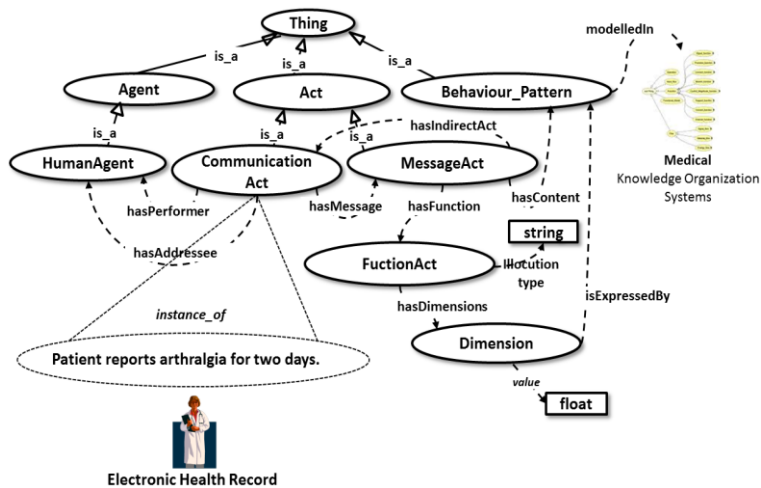 Thing
is_a
is_a
is_a
modelledIn
Agent
Act
Behaviour_Pattern
is_a
is_a
is_a
hasIndirectAct
HumanAgent
Communication
Act
MessageAct
Medical
Knowledge Organization
Systems
hasPerformer
hasMessage
hasFunction
hasContent
string
hasAddressee
FuctionAct
Illocution
type
isExpressedBy
hasDimensions
instance_of
Patient reports arthralgia for two days.
Dimension
value
float
Electronic Health Record